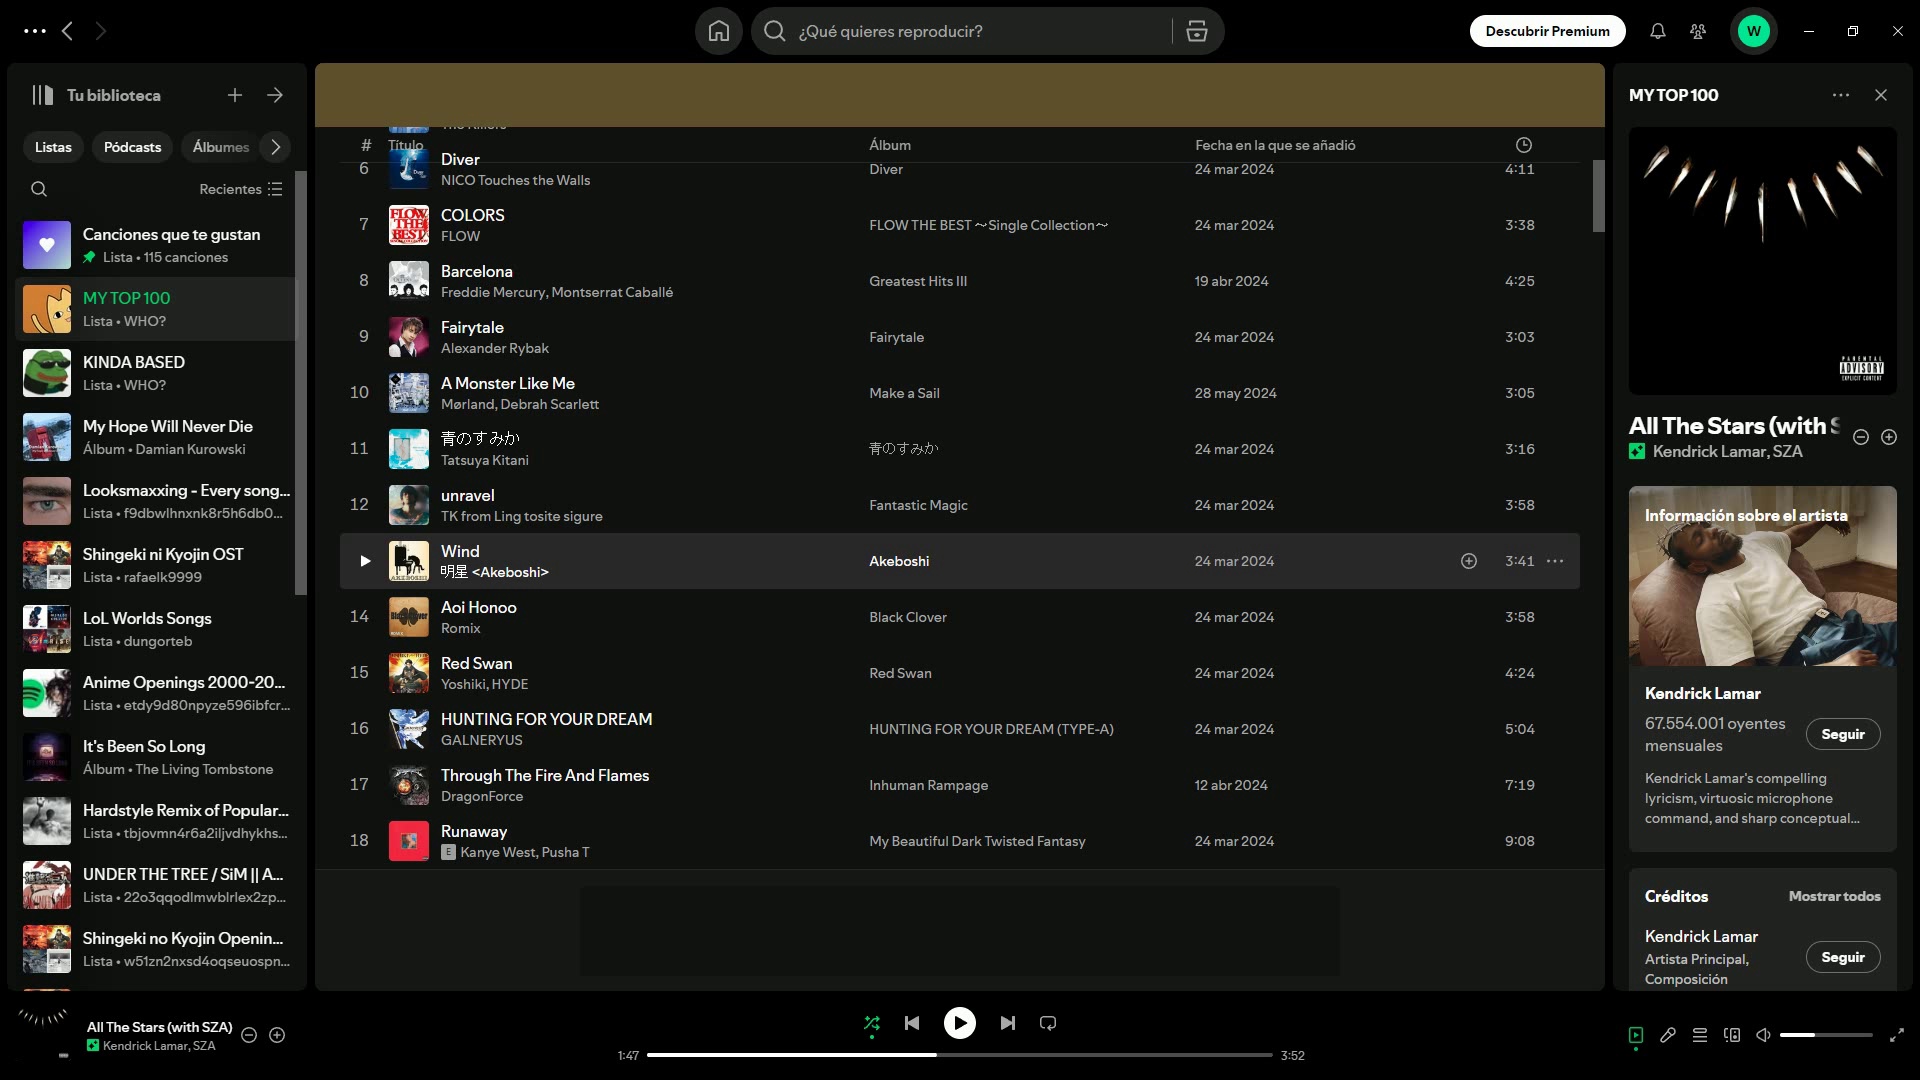 ¿Qué quieres reproducir?
Descubrir Premium
W
Tu biblioteca
Listas
Pódcasts
Álbumes
Recientes
Canciones que te gustan
Lista • 115 canciones
MY TOP 100
Lista • WHO?
KINDA BASED
Lista • WHO?
My Hope Will Never Die
Álbum • Damian Kurowski
Looksmaxxing - Every song...
Lista • f9dbwlhnxnk8r5h6db0...
Shingeki ni Kyojin OST
Lista • rafaelk9999
LoL Worlds Songs
Lista • dungorteb
Anime Openings 2000-20...
Lista • etdy9d80npyze596ibfcr...
It's Been So Long
Álbum • The Living Tombstone
Hardstyle Remix of Popular...
Lista • tbjovmn4r6a2iljvdhykhs...
UNDER THE TREE / SiM || A...
Lista • 22o3qqodlmwblrlex2zp...
Shingeki no Kyojin Openin...
Lista • w51zn2nxsd4oqseuospn...
The Killers
# Título Álbum Fecha en la que se añadió
6 Diver Diver 24 mar 2024 4:11
NICO Touches the Walls
7 COLORS FLOW THE BEST ～Single Collection～ 24 mar 2024 3:38
FLOW
8 Barcelona Greatest Hits III 19 abr 2024 4:25
Freddie Mercury, Montserrat Caballé
9 Fairytale Fairytale 24 mar 2024 3:03
Alexander Rybak
10 A Monster Like Me Make a Sail 28 may 2024 3:05
Mørland, Debrah Scarlett
11 青のすみか 青のすみか 24 mar 2024 3:16
Tatsuya Kitani
12 unravel Fantastic Magic 24 mar 2024 3:58
TK from Ling tosite sigure
Wind Akeboshi 24 mar 2024 3:41
明星 <Akeboshi>
14 Aoi Honoo Black Clover 24 mar 2024 3:58
Romix
15 Red Swan Red Swan 24 mar 2024 4:24
Yoshiki, HYDE
16 HUNTING FOR YOUR DREAM HUNTING FOR YOUR DREAM (TYPE-A) 24 mar 2024 5:04
GALNERYUS
17 Through The Fire And Flames Inhuman Rampage 12 abr 2024 7:19
DragonForce
18 Runaway My Beautiful Dark Twisted Fantasy 24 mar 2024 9:08
E Kanye West, Pusha T
MY TOP 100
PARENTAL
ADVISORY
EXPLICIT CONTENT
All The Stars (with S
Kendrick Lamar, SZA
Información sobre el artista
Kendrick Lamar
67.554.001 oyentes
mensuales
Seguir
Kendrick Lamar's compelling
lyricism, virtuosic microphone
command, and sharp conceptual...
Créditos
Mostrar todos
Kendrick Lamar
Artista Principal,
Composición
Seguir
All The Stars (with SZA)
Kendrick Lamar, SZA
1:47
3:52